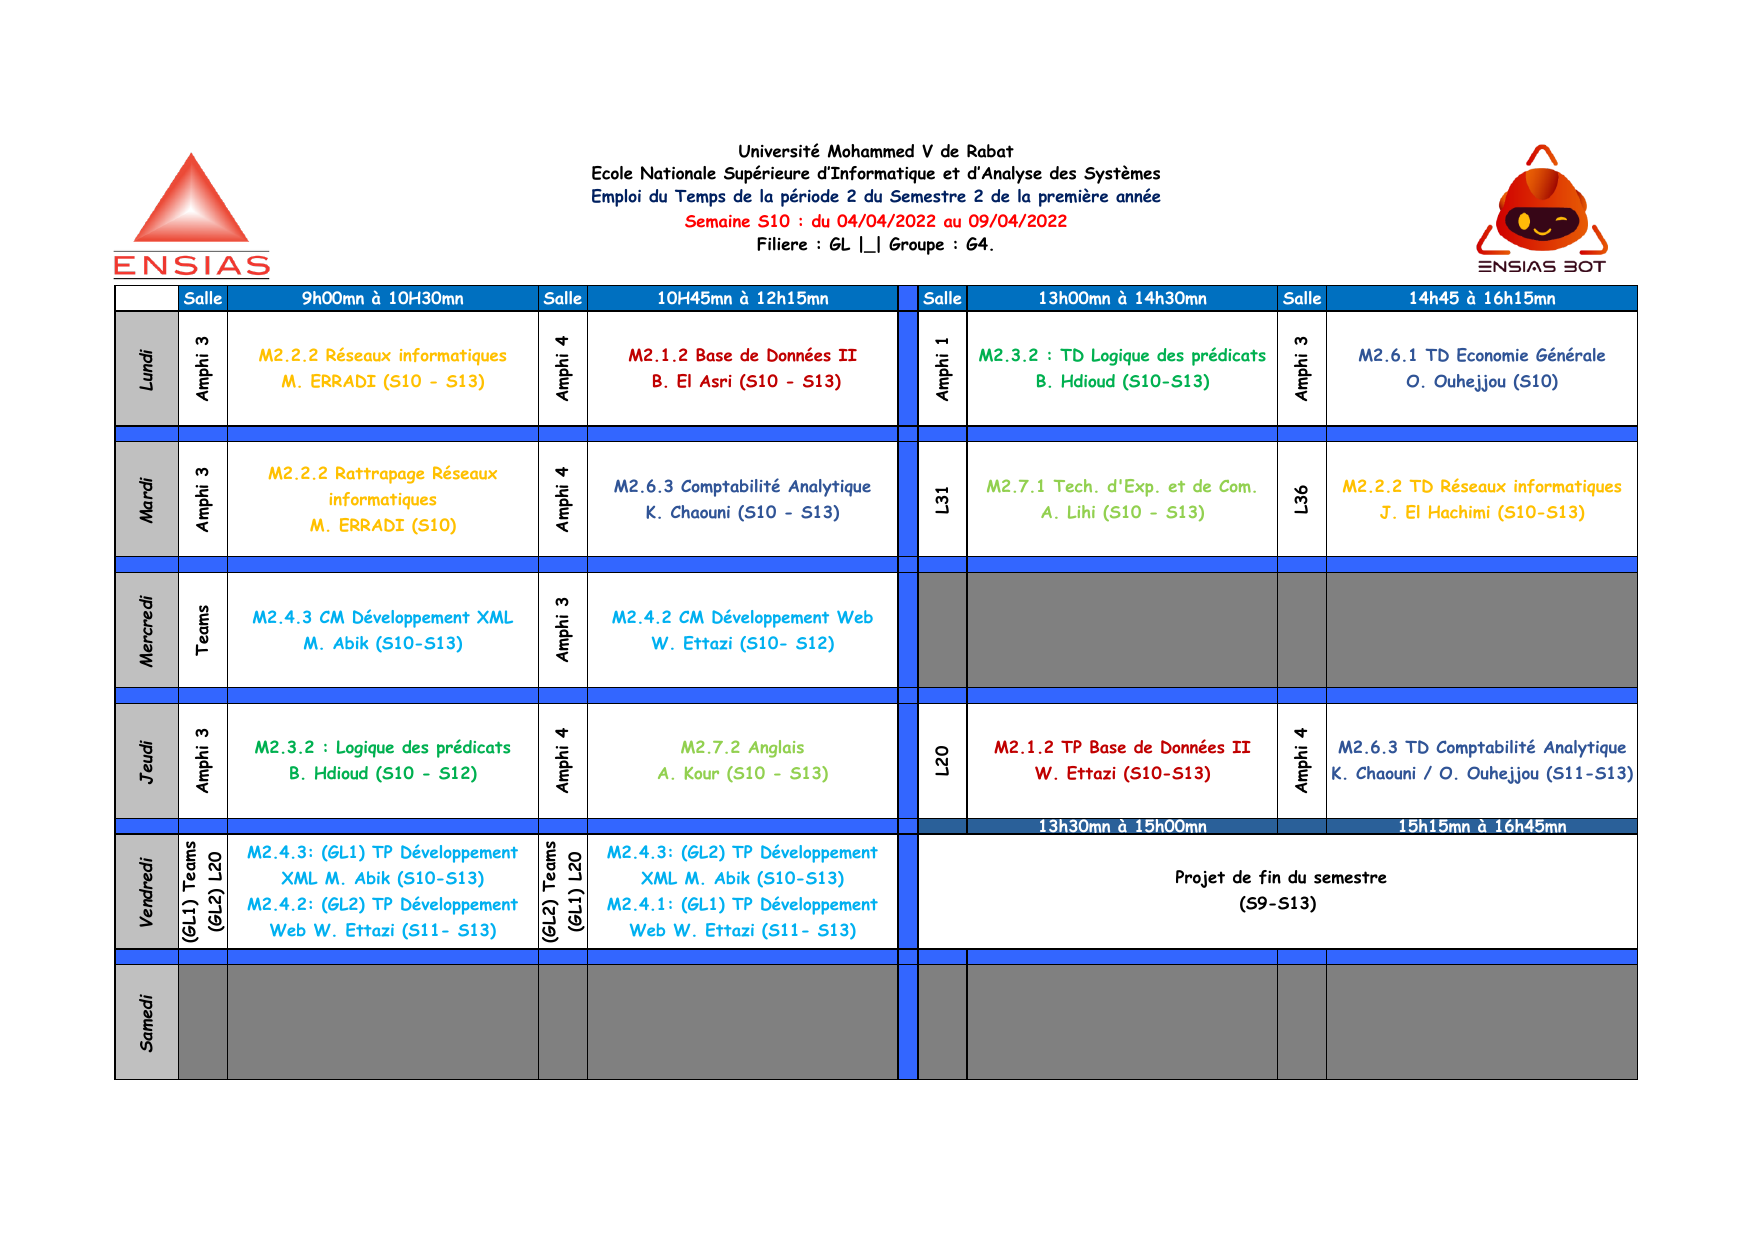 Université Mohammed V de Rabat
Ecole Nationale Supérieure d’Informatique et d’Analyse des Systèmes
Emploi du Temps de la période 2 du Semestre 2 de la première année
Semaine S10 : du 04/04/2022 au 09/04/2022
Filiere : GL |_| Groupe : G4.
ENSIAS
ENSIAS BOT
Salle 9h00mn à 10H30mn Salle 10H45mn à 12h15mn Salle 13h00mn à 14h30mn Salle 14h45 à 16h15mn
Lundi
Amphi 3
M2.2.2 Réseaux informatiques
M. ERRADI (S10 - S13)
Amphi 4
M2.1.2 Base de Données II
B. El Asri (S10 - S13)
Amphi 1
M2.3.2 : TD Logique des prédicats
B. Hdioud (S10-S13)
Amphi 3
M2.6.1 TD Economie Générale
O. Ouhejjou (S10)
Mardi
Amphi 3
M2.2.2 Rattrapage Réseaux
informatiques
M. ERRADI (S10)
Amphi 4
M2.6.3 Comptabilité Analytique
K. Chaouni (S10 - S13)
L31
M2.7.1 Tech. d'Exp. et de Com.
A. Lihi (S10 - S13)
L36
M2.2.2 TD Réseaux informatiques
J. El Hachimi (S10-S13)
Mercredi
Teams
M2.4.3 CM Développement XML
M. Abik (S10-S13)
Amphi 3
M2.4.2 CM Développement Web
W. Ettazi (S10- S12)
Jeudi
Amphi 3
M2.3.2 : Logique des prédicats
B. Hdioud (S10 - S12)
Amphi 4
M2.7.2 Anglais
A. Kour (S10 - S13)
L20
M2.1.2 TP Base de Données II
W. Ettazi (S10-S13)
Amphi 4
M2.6.3 TD Comptabilité Analytique
K. Chaouni / O. Ouhejjou (S11-S13)
13h30mn à 15h00mn 15h15mn à 16h45mn
Vendredi
(GL1) Teams
(GL2) L20
M2.4.3: (GL1) TP Développement
XML M. Abik (S10-S13)
M2.4.2: (GL2) TP Développement
Web W. Ettazi (S11- S13)
(GL2) Teams
(GL1) L20
M2.4.3: (GL2) TP Développement
XML M. Abik (S10-S13)
M2.4.1: (GL1) TP Développement
Web W. Ettazi (S11- S13)
Projet de fin du semestre
(S9-S13)
Samedi